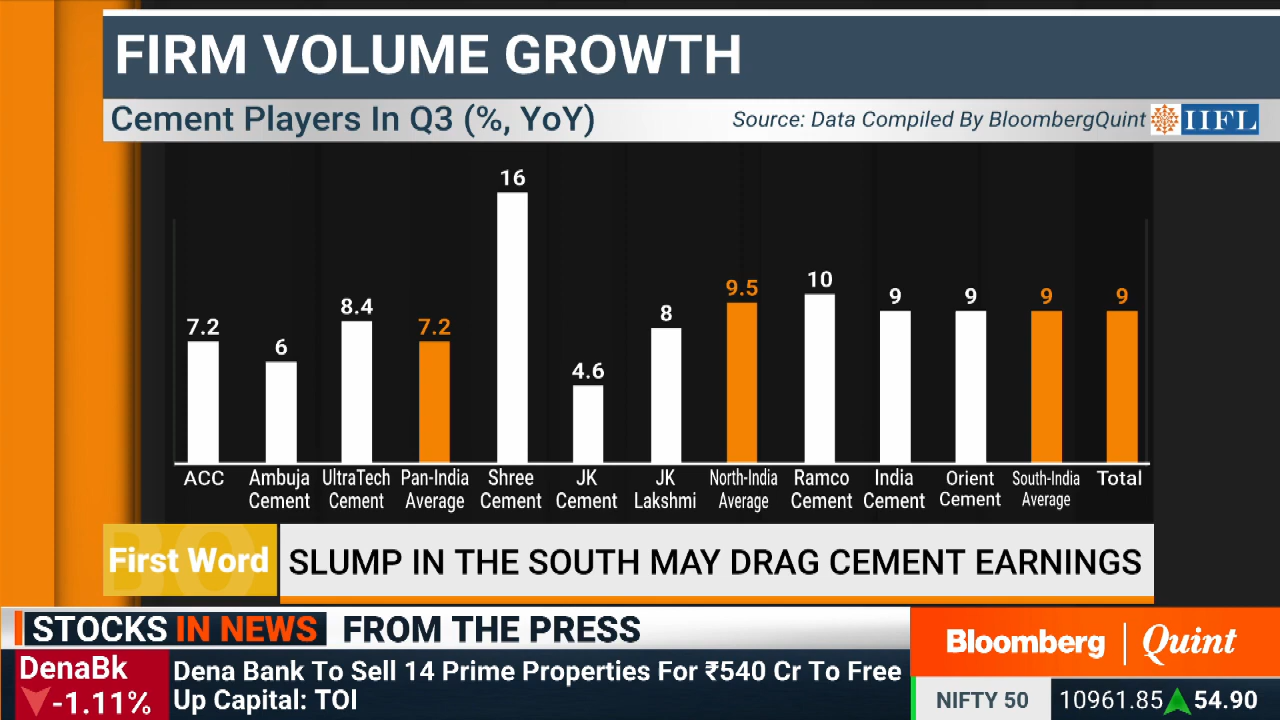 FIRM VOLUME GROWTH
Cement Players In Q3 (%, YoY)
Source: Data Compiled By BloombergQuint
IIFL
7.2
6
8.4
7.2
16
4.6
8
9.5
10
9
9
9
9
ACC
Ambuja
Cement
UltraTech
Cement
Pan-India
Average
Shree
Cement
JK
Cement
JK
Lakshmi
North-India
Average
Ramco
Cement
India
Cement
Orient
Cement
South-India
Average
Total
First Word
SLUMP IN THE SOUTH MAY DRAG CEMENT EARNINGS
STOCKS IN NEWS FROM THE PRESS
DenaBk
-1.11%
Dena Bank To Sell 14 Prime Properties For ₹540 Cr To Free
Up Capital: TOI
Bloomberg | Quint
NIFTY 50 10961.85 54.90